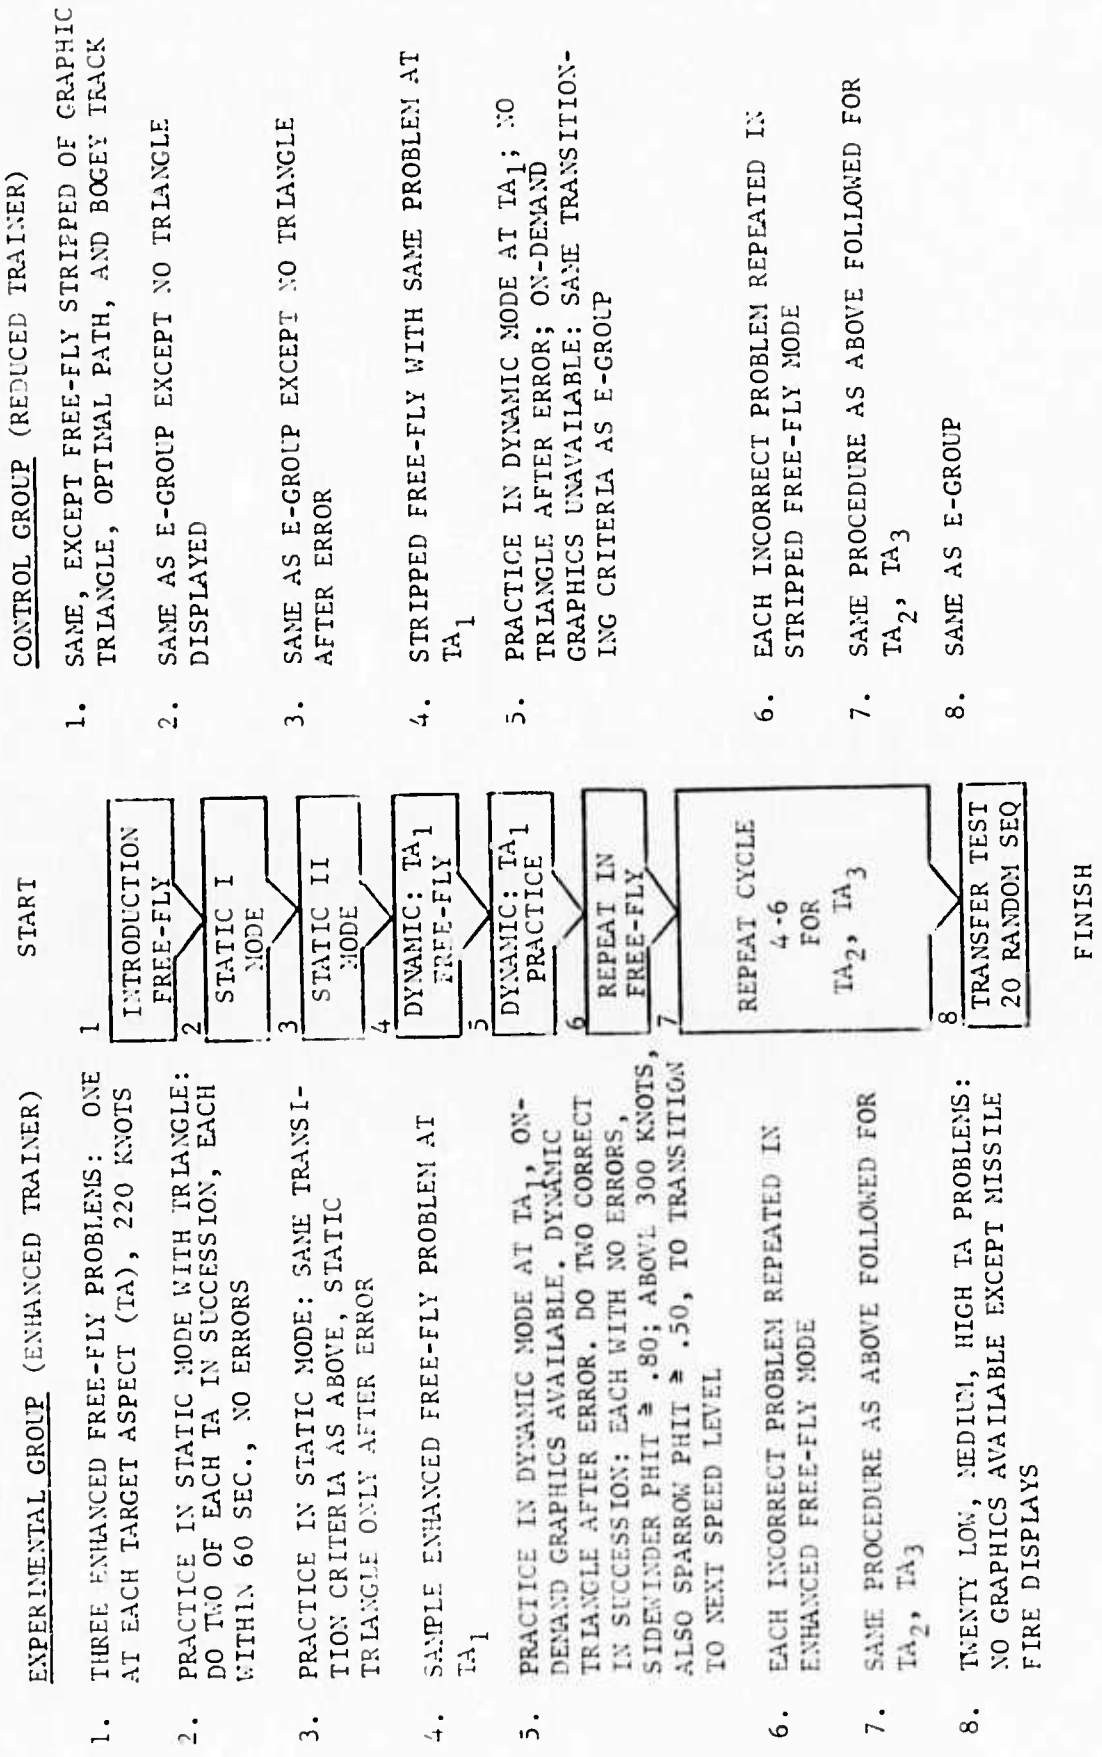 EXPERIMENTAL GROUP (ENHANCED TRAINER)
1. THREE ENHANCED FREE-FLY PROBLEMS: ONE
AT EACH TARGET ASPECT (TA), 220 KNOTS
2. PRACTICE IN STATIC MODE WITH TRIANGLE:
DO TWO OF EACH TA IN SUCCESSION, EACH
WITHIN 60 SEC., NO ERRORS
3. PRACTICE IN STATIC MODE: SAME TRANSI-
TION CRITERIA AS ABOVE, STATIC
TRIANGLE ONLY AFTER ERROR
4. SAMPLE ENHANCED FREE-FLY PROBLEM AT
TA1
5. PRACTICE IN DYNAMIC MODE AT TA1, ON-
DEMAND GRAPHICS AVAILABLE. DYNAMIC
TRIANGLE AFTER ERROR. DO TWO CORRECT
IN SUCCESSION: EACH WITH NO ERRORS,
SIDEWINDER PHIT ≥ .80; ABOVE 300 KNOTS,
ALSO SPARROW PHIT ≥ .50, TO TRANSITION
TO NEXT SPEED LEVEL
6. EACH INCORRECT PROBLEM REPEATED IN
ENHANCED FREE-FLY MODE
7. SAME PROCEDURE AS ABOVE FOLLOWED FOR
TA2, TA3
8. TWENTY LOW, MEDIUM, HIGH TA PROBLEMS:
NO GRAPHICS AVAILABLE EXCEPT MISSILE
FIRE DISPLAYS
START
1
INTRODUCTION
FREE-FLY
2
STATIC I
MODE
3
STATIC II
MODE
4
DYNAMIC: TA1
FREE-FLY
5
DYNAMIC: TA1
PRACTICE
6
REPEAT IN
FREE-FLY
7
REPEAT CYCLE
4-6
FOR
TA2, TA3
8
TRANSFER TEST
20 RANDOM SEQ
FINISH
CONTROL GROUP (REDUCED TRAINER)
1. SAME, EXCEPT FREE-FLY STRIPPED OF GRAPHIC
TRIANGLE, OPTIMAL PATH, AND BOGEY TRACK
2. SAME AS E-GROUP EXCEPT NO TRIANGLE
DISPLAYED
3. SAME AS E-GROUP EXCEPT NO TRIANGLE
AFTER ERROR
4. STRIPPED FREE-FLY WITH SAME PROBLEM AT
TA1
5. PRACTICE IN DYNAMIC MODE AT TA1; NO
TRIANGLE AFTER ERROR; ON-DEMAND
GRAPHICS UNAVAILABLE: SAME TRANSITION-
ING CRITERIA AS E-GROUP
6. EACH INCORRECT PROBLEM REPEATED IN
STRIPPED FREE-FLY MODE
7. SAME PROCEDURE AS ABOVE FOLLOWED FOR
TA2, TA3
8. SAME AS E-GROUP